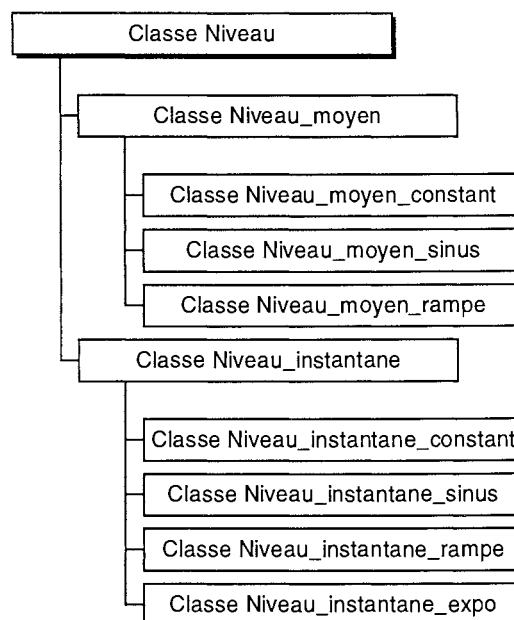 Classe Niveau
Classe Niveau_moyen
Classe Niveau_moyen_constant
Classe Niveau_moyen_sinus
Classe Niveau_moyen_rampe
Classe Niveau_instantane
Classe Niveau_instantane_constant
Classe Niveau_instantane_sinus
Classe Niveau_instantane_rampe
Classe Niveau_instantane_expo